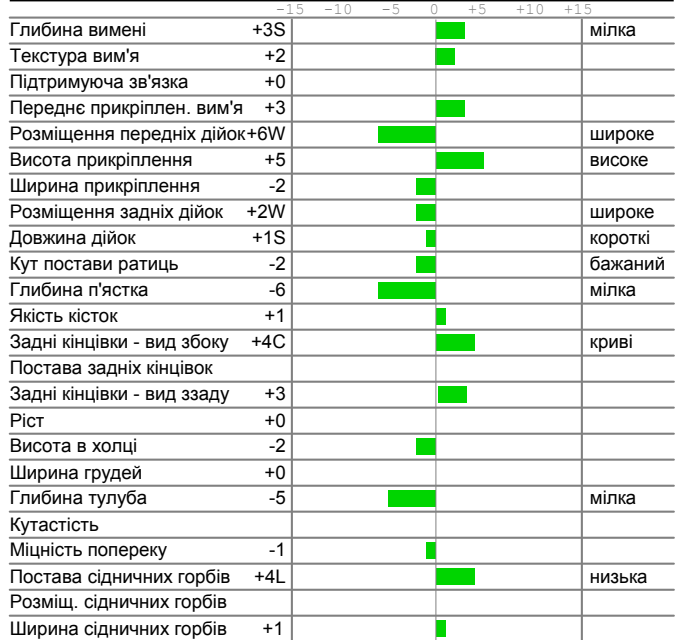 -15 -10 -5 0 +5 +10 +15
Глибина вимені +3S мілка
Текстура вим'я +2
Підтримуюча зв'язка +0
Переднє прикріплен. вим'я +3
Розміщення передніх дійок+6W широке
Висота прикріплення +5 високе
Ширина прикріплення -2
Розміщення задніх дійок +2W широке
Довжина дійок +1S короткі
Кут постави ратиць -2 бажаний
Глибина п'ястка -6 мілка
Якість кісток +1
Задні кінцівки - вид збоку +4C криві
Постава задніх кінцівок
Задні кінцівки - вид ззаду +3
Ріст +0
Висота в холці -2
Ширина грудей +0
Глибина тулуба -5 мілка
Кутастість
Міцність попереку -1
Постава сідничних горбів +4L низька
Розміщ. сідничних горбів
Ширина сідничних горбів +1